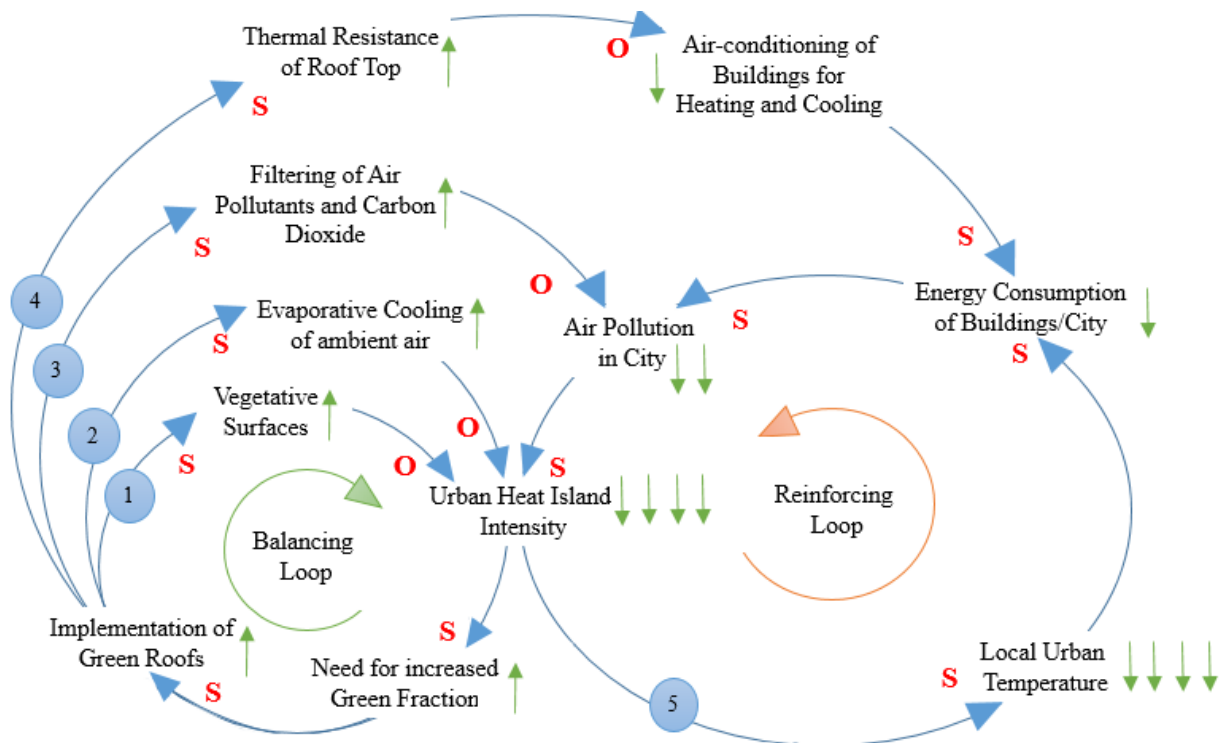 Thermal Resistance
of Roof Top
O
Air-conditioning of
Buildings for
Heating and Cooling
S
Filtering of Air
Pollutants and Carbon
Dioxide
S
S
4
O
Energy Consumption
of Buildings/City
S
Evaporative Cooling
of ambient air
S
Air Pollution
in City
S
3
Vegetative
Surfaces
2
S
O
O
S
1
Urban Heat Island
Intensity
Reinforcing
Loop
Balancing
Loop
Implementation of
Green Roofs
S
S
Need for increased
Green Fraction
5
S
Local Urban
Temperature